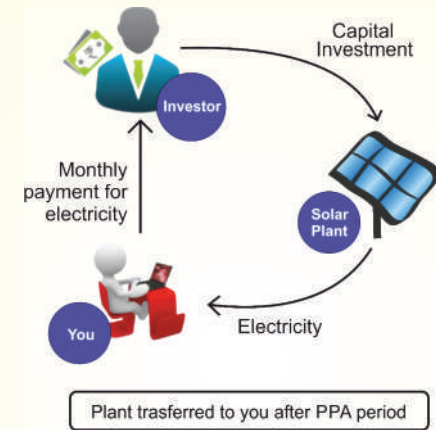 Capital
Investment
Investor
Monthly
payment for
electricity
Solar
Plant
You
Electricity
Plant trasferred to you after PPA period